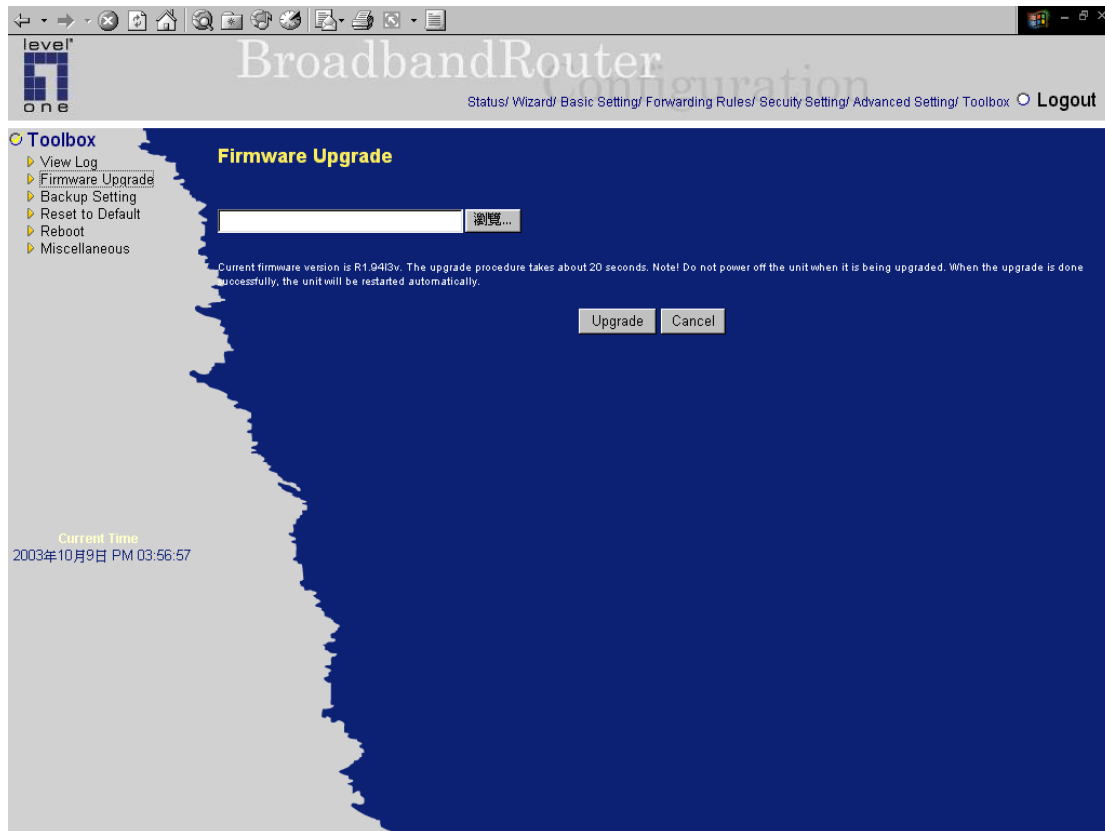 level
one
BroadbandRouter
Configuration
Status/ Wizard/ Basic Setting/ Forwarding Rules/ Secuity Setting/ Advanced Setting/ Toolbox Logout
Toolbox
View Log
Firmware Upgrade
Backup Setting
Reset to Default
Reboot
Miscellaneous
Current Time
2003年10月9日 PM 03:56:57
Firmware Upgrade
瀏覽...
Current firmware version is R1.94I3v. The upgrade procedure takes about 20 seconds. Note! Do not power off the unit when it is being upgraded. When the upgrade is done
successfully, the unit will be restarted automatically.
Upgrade Cancel